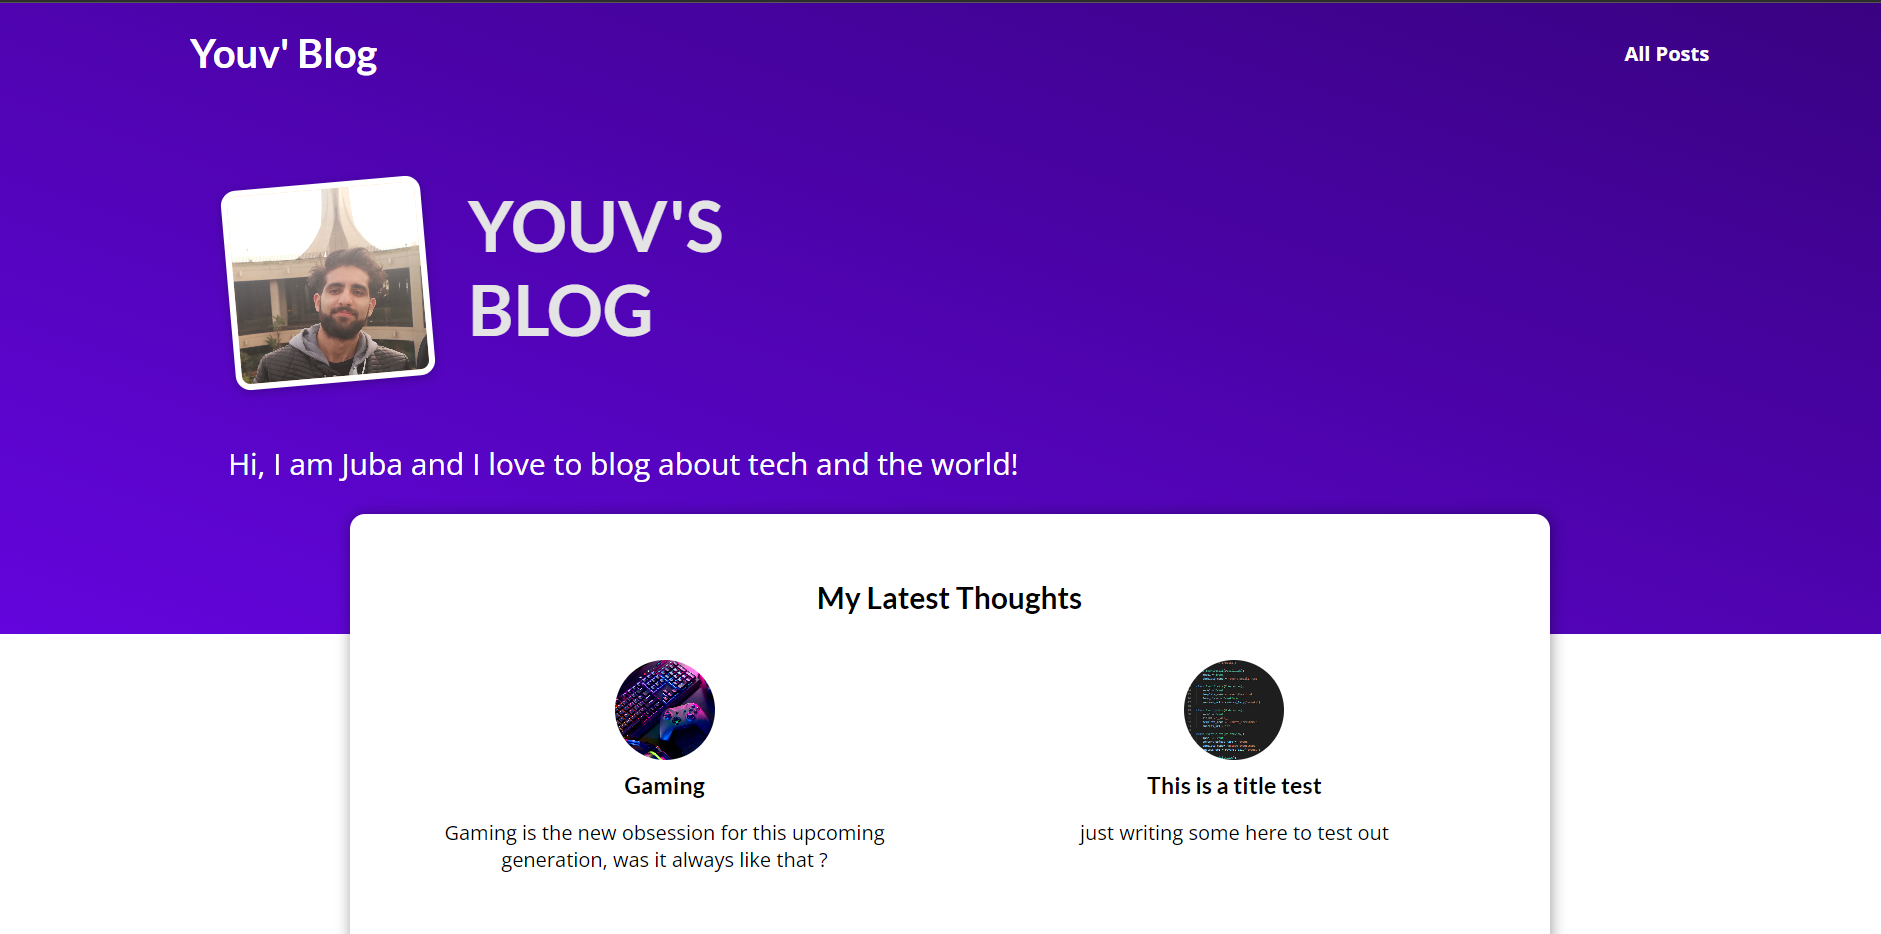 Youv' Blog
All Posts
YOUV'S
BLOG
Hi, I am Juba and I love to blog about tech and the world!
My Latest Thoughts
Gaming
Gaming is the new obsession for this upcoming
generation, was it always like that ?
This is a title test
just writing some here to test out